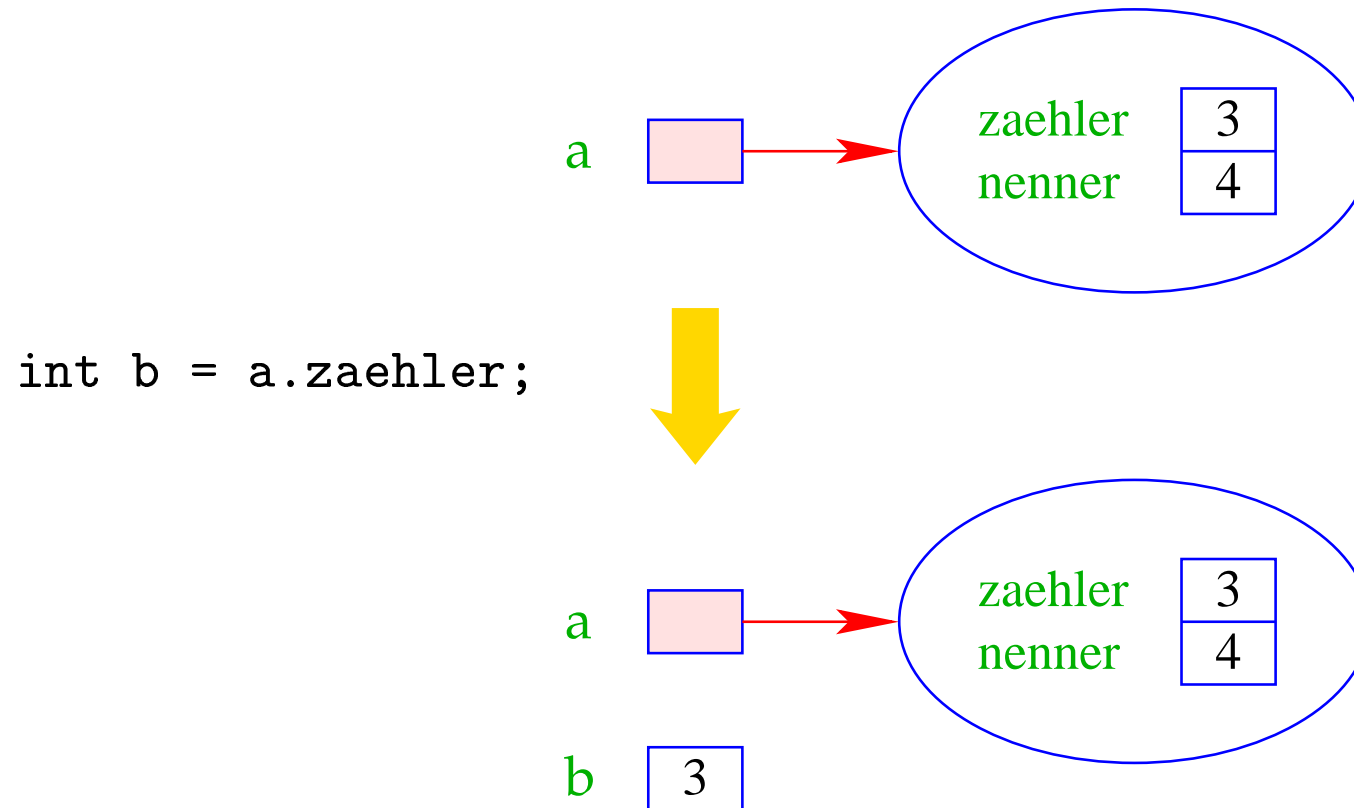 zaehler 3
a
nenner 4
int b = a.zaehler;
zaehler 3
a
nenner 4
b 3